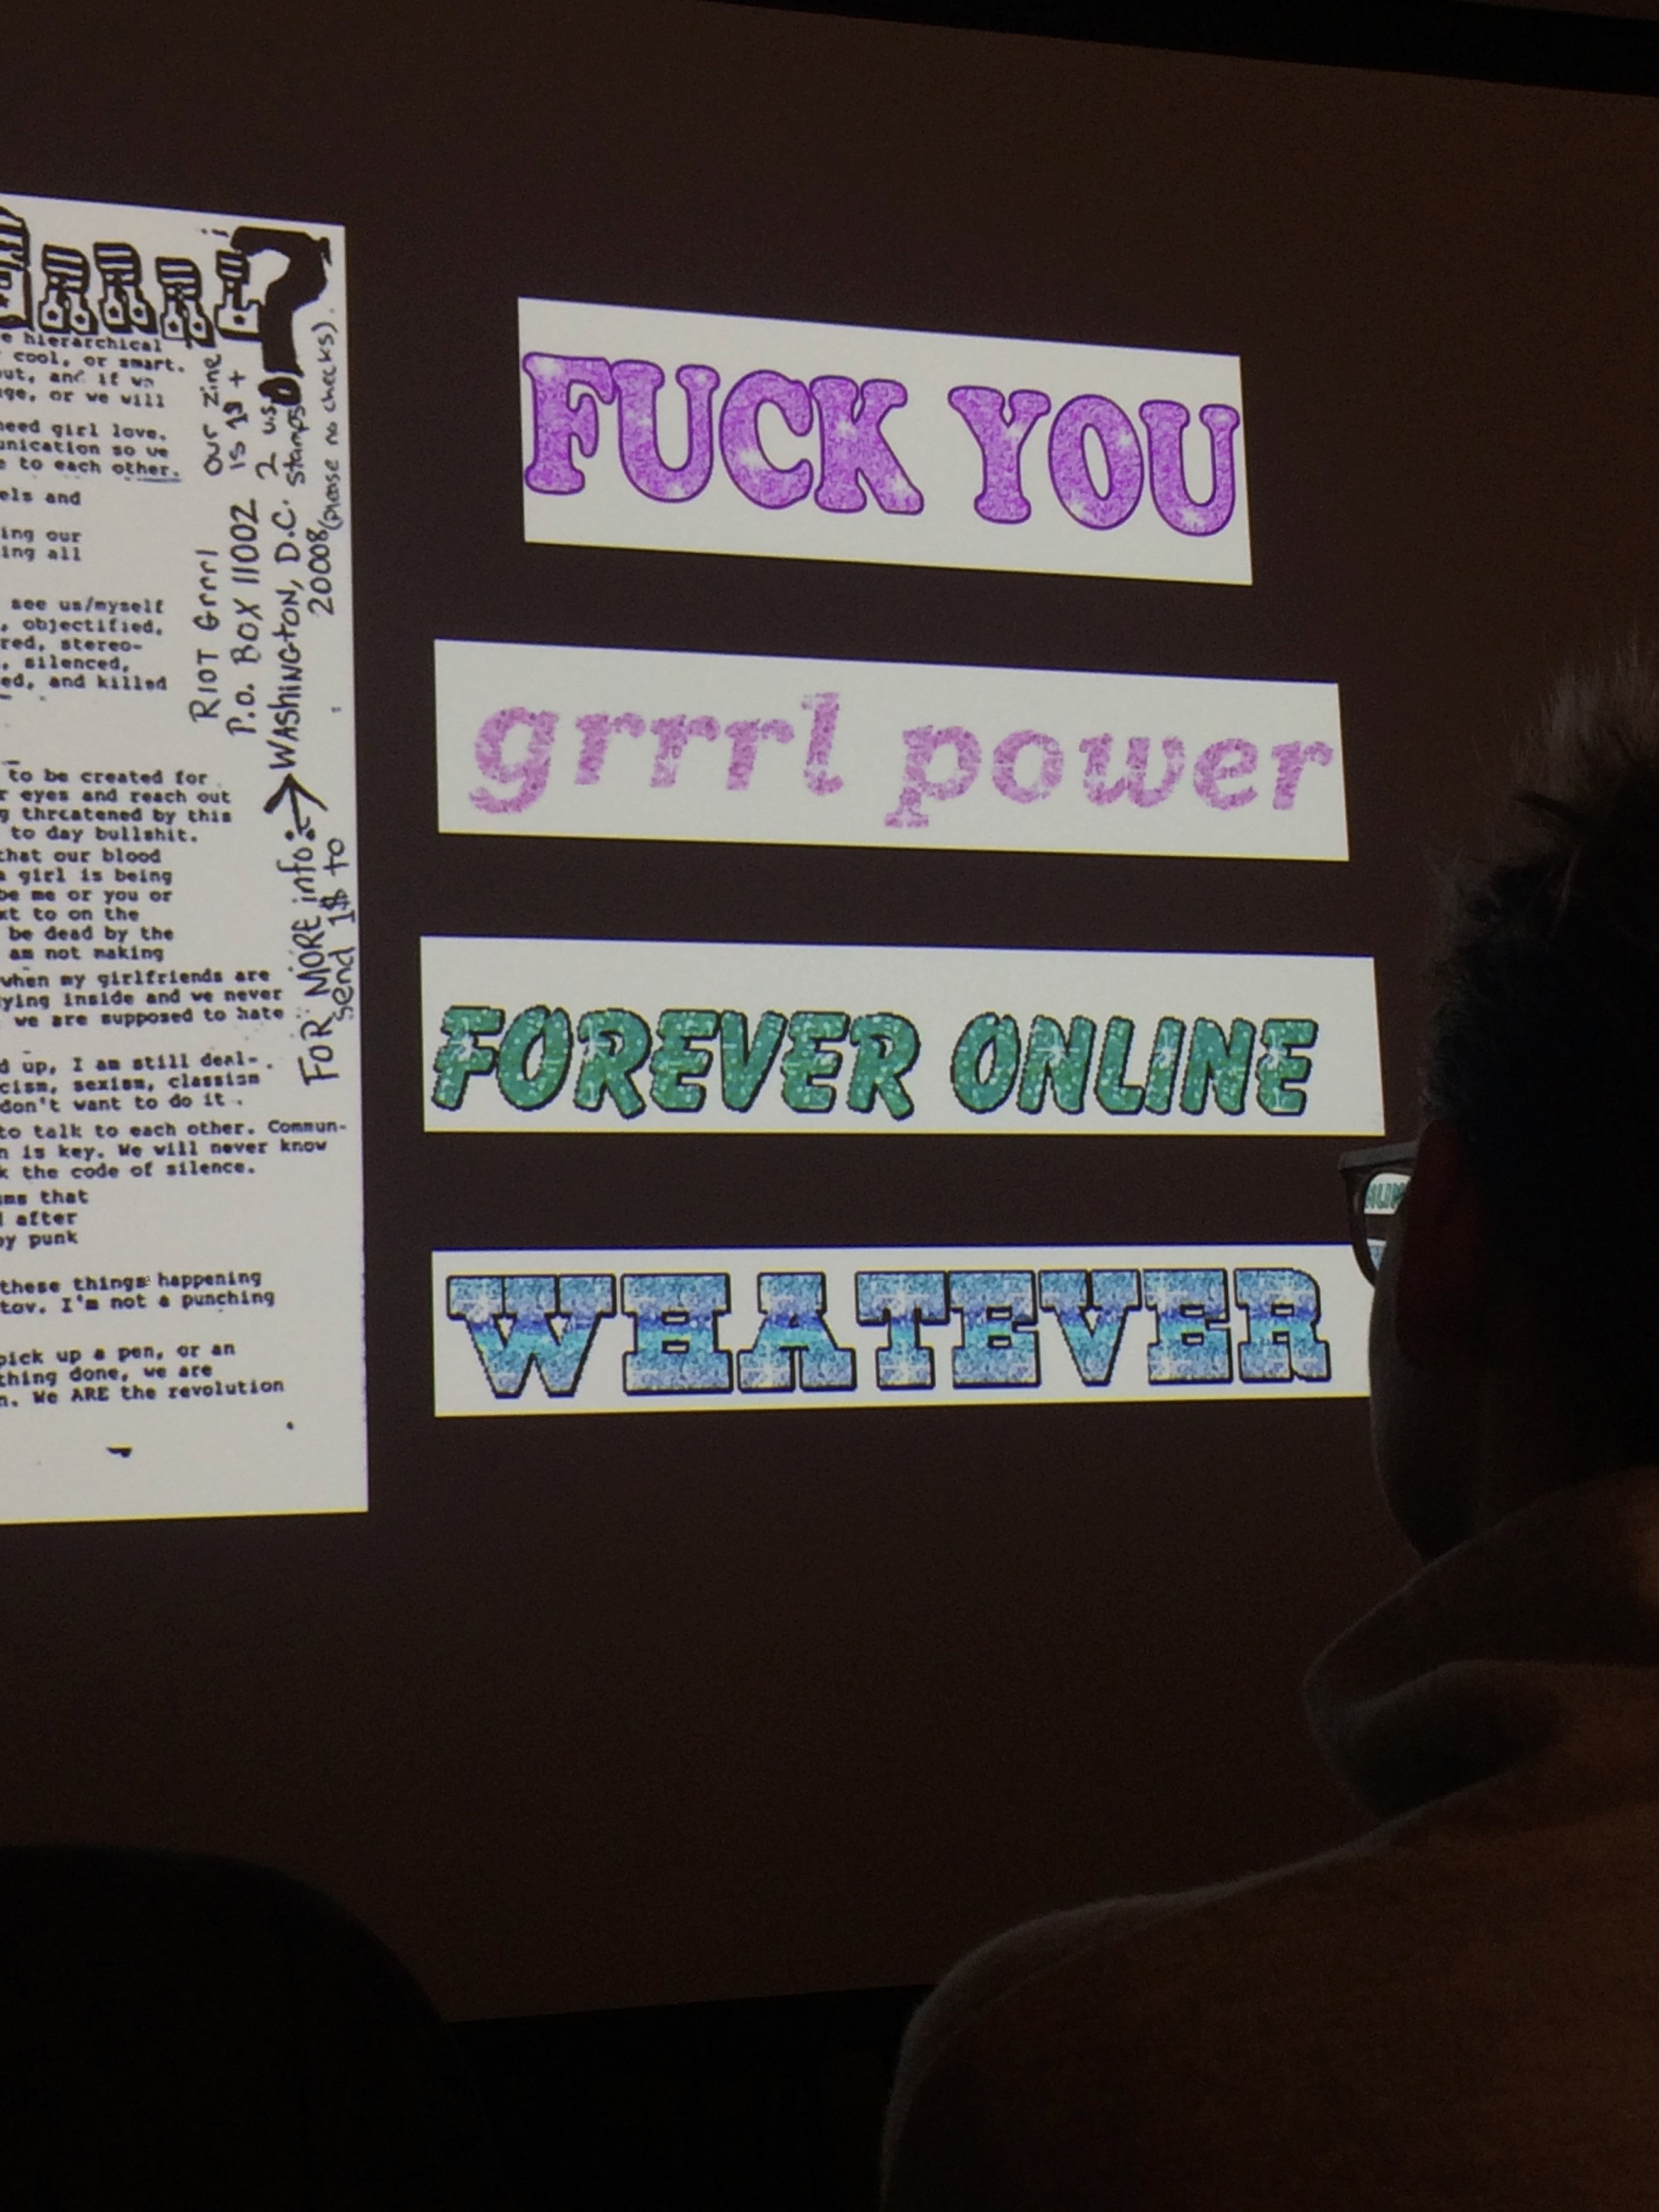 ?
e hierarchical
cool, or smart.
out, and if we
ge, or we will
need girl love.
unication so we
e to each other.
els and
ing our
ing all
see us/myself
, objectified,
red, stereo-
, silenced,
ed, and killed
to be created for
r eyes and reach out
g threatened by this
to day bullshit.
that our blood
a girl is being
be me or you or
xt to on the
be dead by the
am not making
when my girlfriends are
ying inside and we never
we are supposed to hate
d up, I am still deal-
cism, sexism, classism
don't want to do it.
to talk to each other. Commun-
n is key. We will never know
k the code of silence.
ums that
d after
by punk
these things happening
tov. I'm not a punching
pick up a pen, or an
thing done, we are
n. We ARE the revolution
our zine
is 1$ +
2 u.s.
stamps
(please no checks).
RIOT Grrrl
P.O. BOX 11002
WAShiNGtON, D.C.
20008
FOR MORE info:
send 1$ to
FUCK YOU
grrrl power
FOREVER ONLINE
WHATEVER